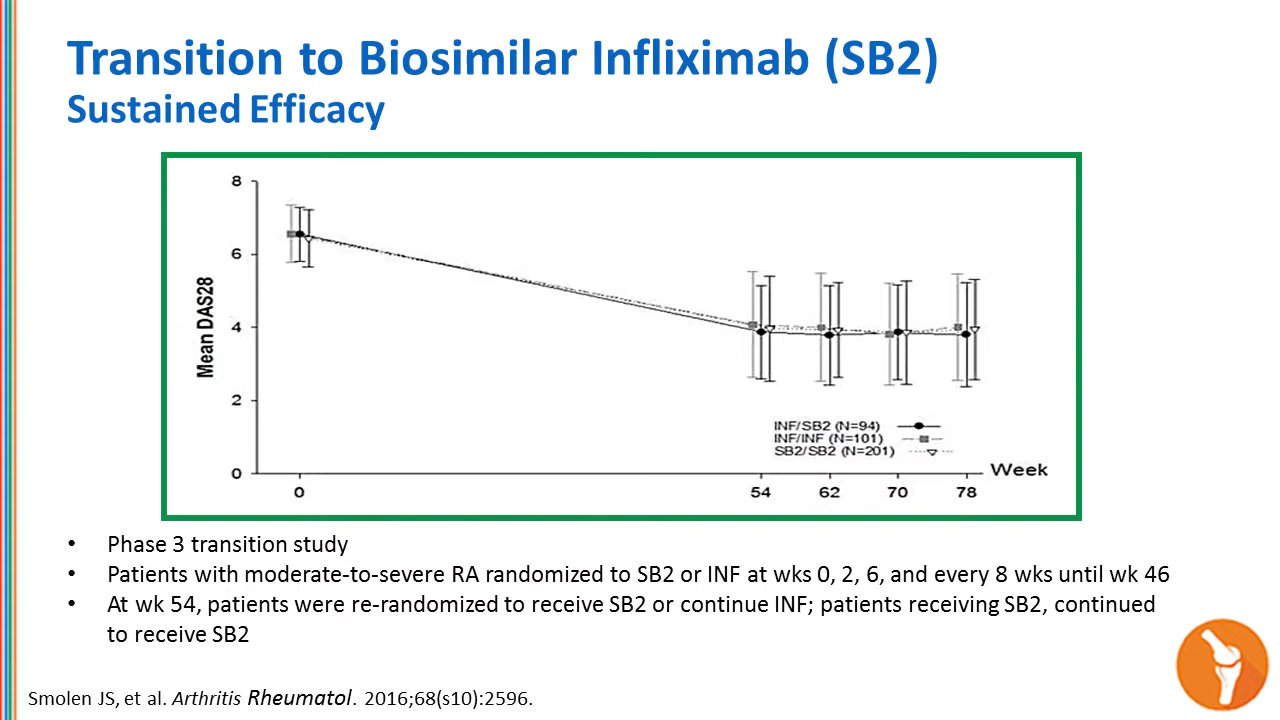 Transition to Biosimilar Infliximab (SB2)
Sustained Efficacy
8
6
4
2
0
Mean DAS28
INF/SB2 (N=94)
INF/INF (N=101)
SB2/SB2 (N=201)
Week
0 54 62 70 78
• Phase 3 transition study
• Patients with moderate-to-severe RA randomized to SB2 or INF at wks 0, 2, 6, and every 8 wks until wk 46
• At wk 54, patients were re-randomized to receive SB2 or continue INF; patients receiving SB2, continued
to receive SB2
Smolen JS, et al. Arthritis Rheumatol. 2016;68(s10):2596.